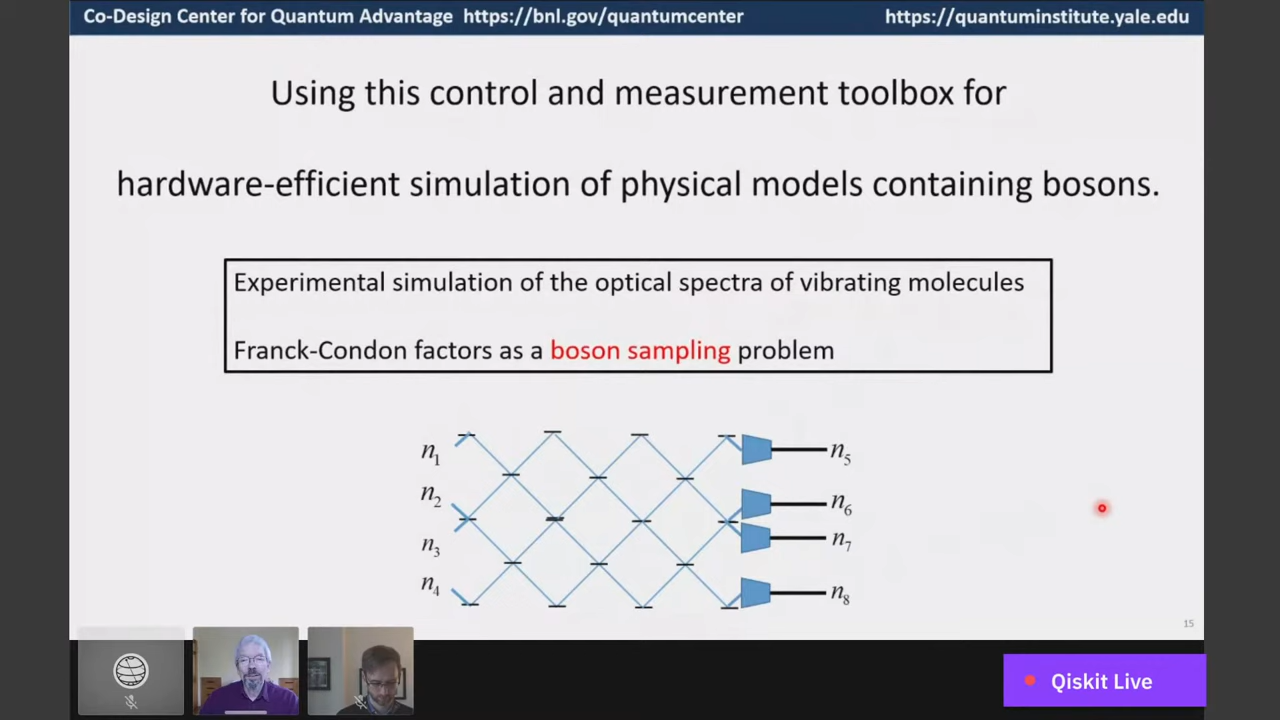 Co-Design Center for Quantum Advantage https://bnl.gov/quantumcenter https://quantuminstitute.yale.edu
Using this control and measurement toolbox for
hardware-efficient simulation of physical models containing bosons.
Experimental simulation of the optical spectra of vibrating molecules
Franck-Condon factors as a boson sampling problem
n₁ n₅
n₂ n₆
n₃ n₇
n₄ n₈
15
Qiskit Live